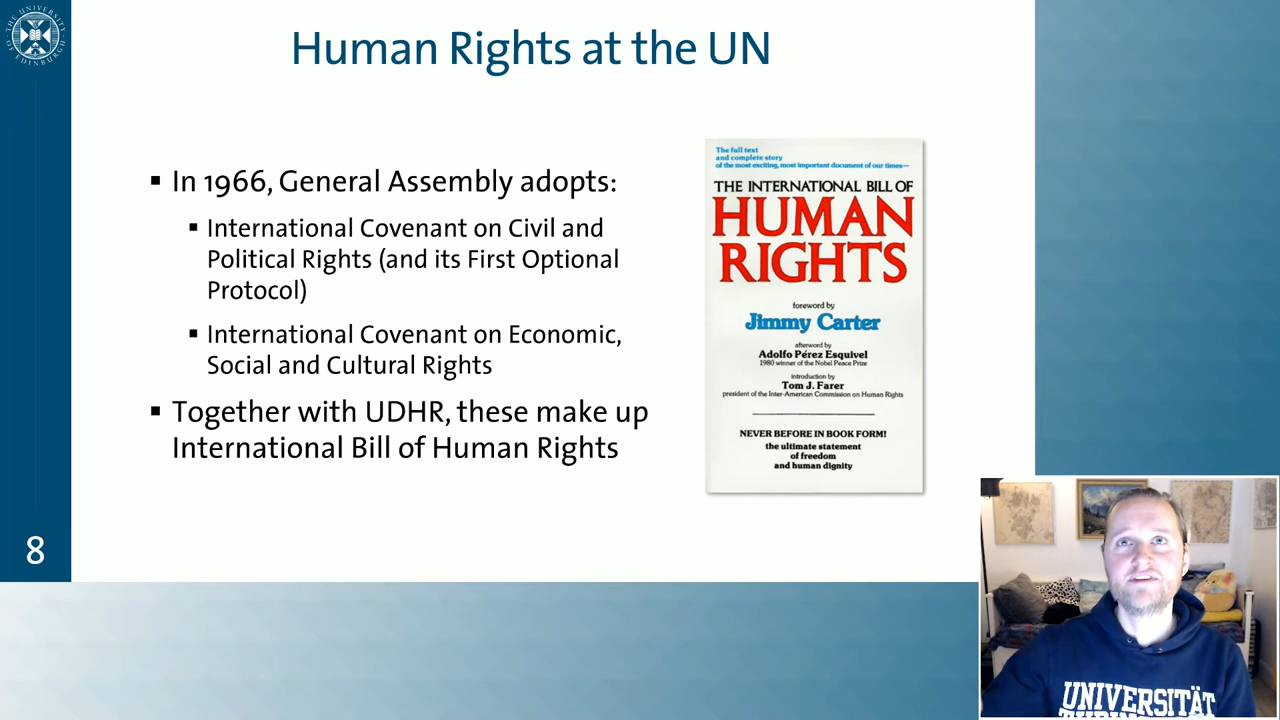 THE UNIVERSITY OF EDINBURGH
Human Rights at the UN
▪ In 1966, General Assembly adopts:
▪ International Covenant on Civil and
Political Rights (and its First Optional
Protocol)
▪ International Covenant on Economic,
Social and Cultural Rights
▪ Together with UDHR, these make up
International Bill of Human Rights
The full text
and complete story
of the most exciting, most important document of our times—
THE INTERNATIONAL BILL OF
HUMAN
RIGHTS
foreword by
Jimmy Carter
afterword by
Adolfo Pérez Esquivel
1980 winner of the Nobel Peace Prize
introduction by
Tom J. Farer
president of the Inter-American Commission on Human Rights
NEVER BEFORE IN BOOK FORM!
the ultimate statement
of freedom
and human dignity
8
UNIVERSITÄT